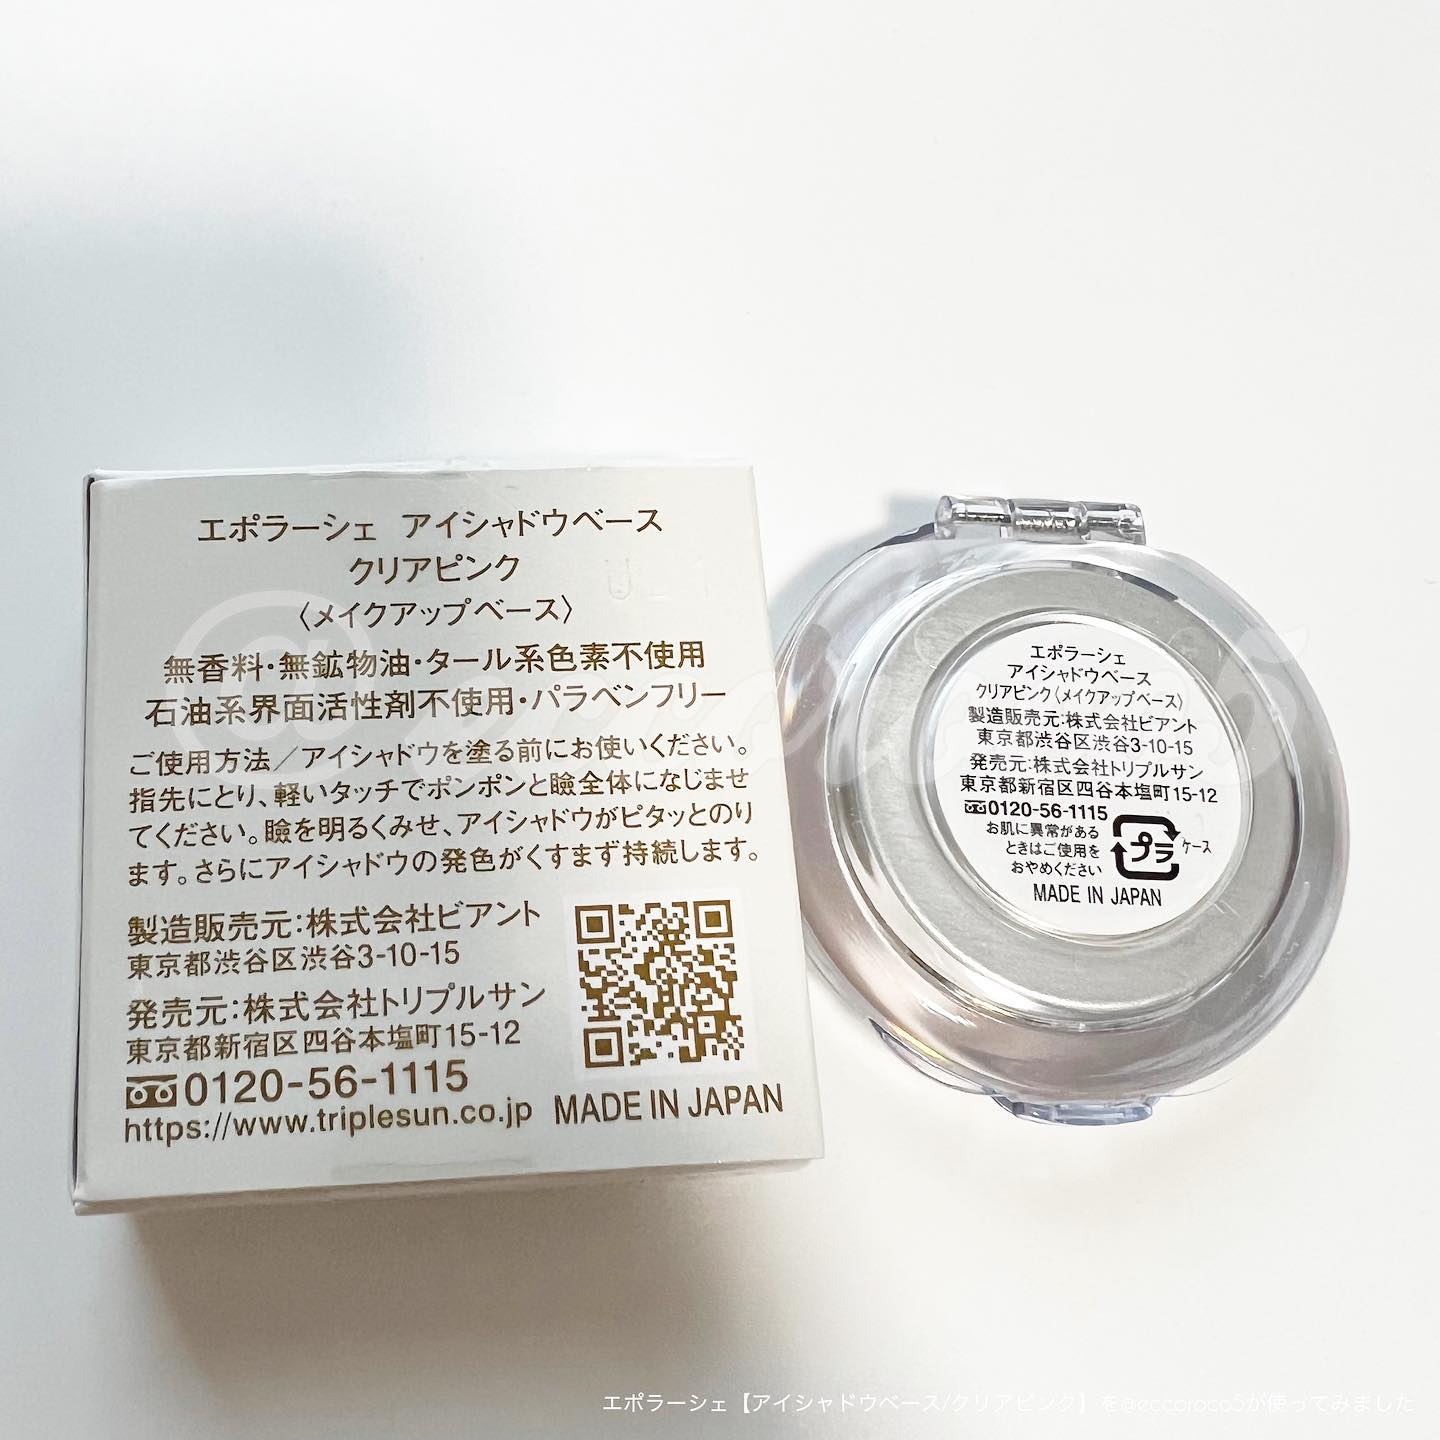 エポラーシェ アイシャドウベース
クリアピンク
〈メイクアップベース〉
無香料・無鉱物油・タール系色素不使用
石油系界面活性剤不使用・パラベンフリー
ご使用方法／アイシャドウを塗る前にお使いください。
指先にとり、軽いタッチでポンポンと瞼全体になじませ
てください。瞼を明るくみせ、アイシャドウがピタッとのり
ます。さらにアイシャドウの発色がくすまず持続します。
製造販売元：株式会社ビアント
東京都渋谷区渋谷3-10-15
発売元：株式会社トリプルサン
東京都新宿区四谷本塩町15-12
0120-56-1115
https://www.triplesun.co.jp
MADE IN JAPAN
エポラーシェ
アイシャドウベース
クリアピンク〈メイクアップベース〉
製造販売元：株式会社ビアント
東京都渋谷区渋谷3-10-15
発売元：株式会社トリプルサン
東京都新宿区四谷本塩町15-12
0120-56-1115
お肌に異常がある
ときはご使用を
おやめください
プラ ケース
MADE IN JAPAN
エポラーシェ【アイシャドウベース/クリアピンク】を@eccoroco5が使ってみました